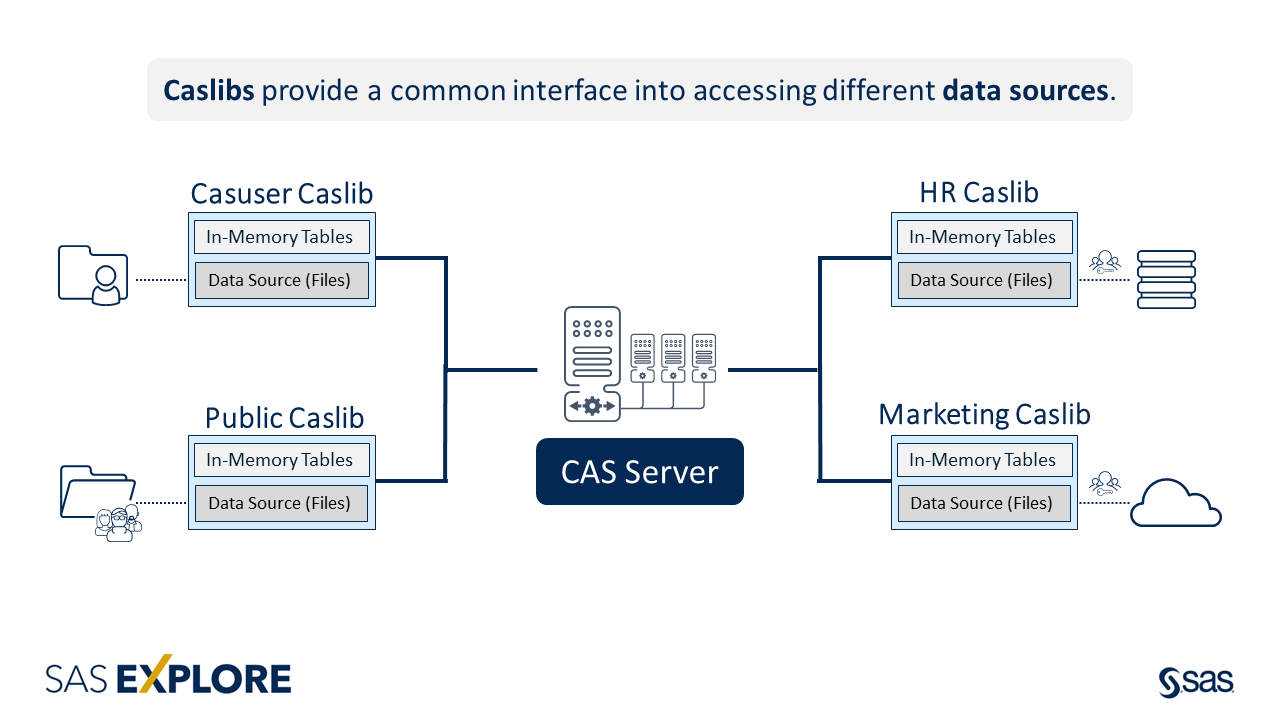 Caslibs provide a common interface into accessing different data sources.
Casuser Caslib
In-Memory Tables
Data Source (Files)
HR Caslib
In-Memory Tables
Data Source (Files)
Public Caslib
In-Memory Tables
Data Source (Files)
CAS Server
Marketing Caslib
In-Memory Tables
Data Source (Files)
SAS EXPLORE
sas